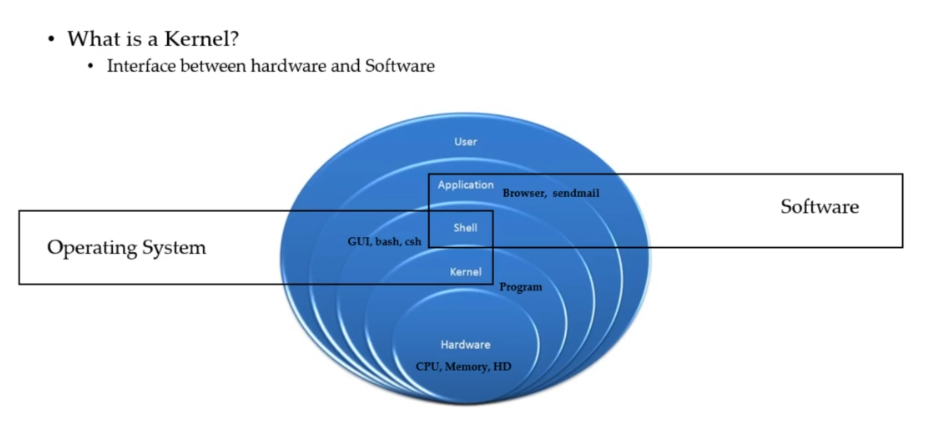 • What is a Kernel?
• Interface between hardware and Software
User
Application
Browser, sendmail
Software
Shell
GUI, bash, csh
Operating System
Kernel
Program
Hardware
CPU, Memory, HD